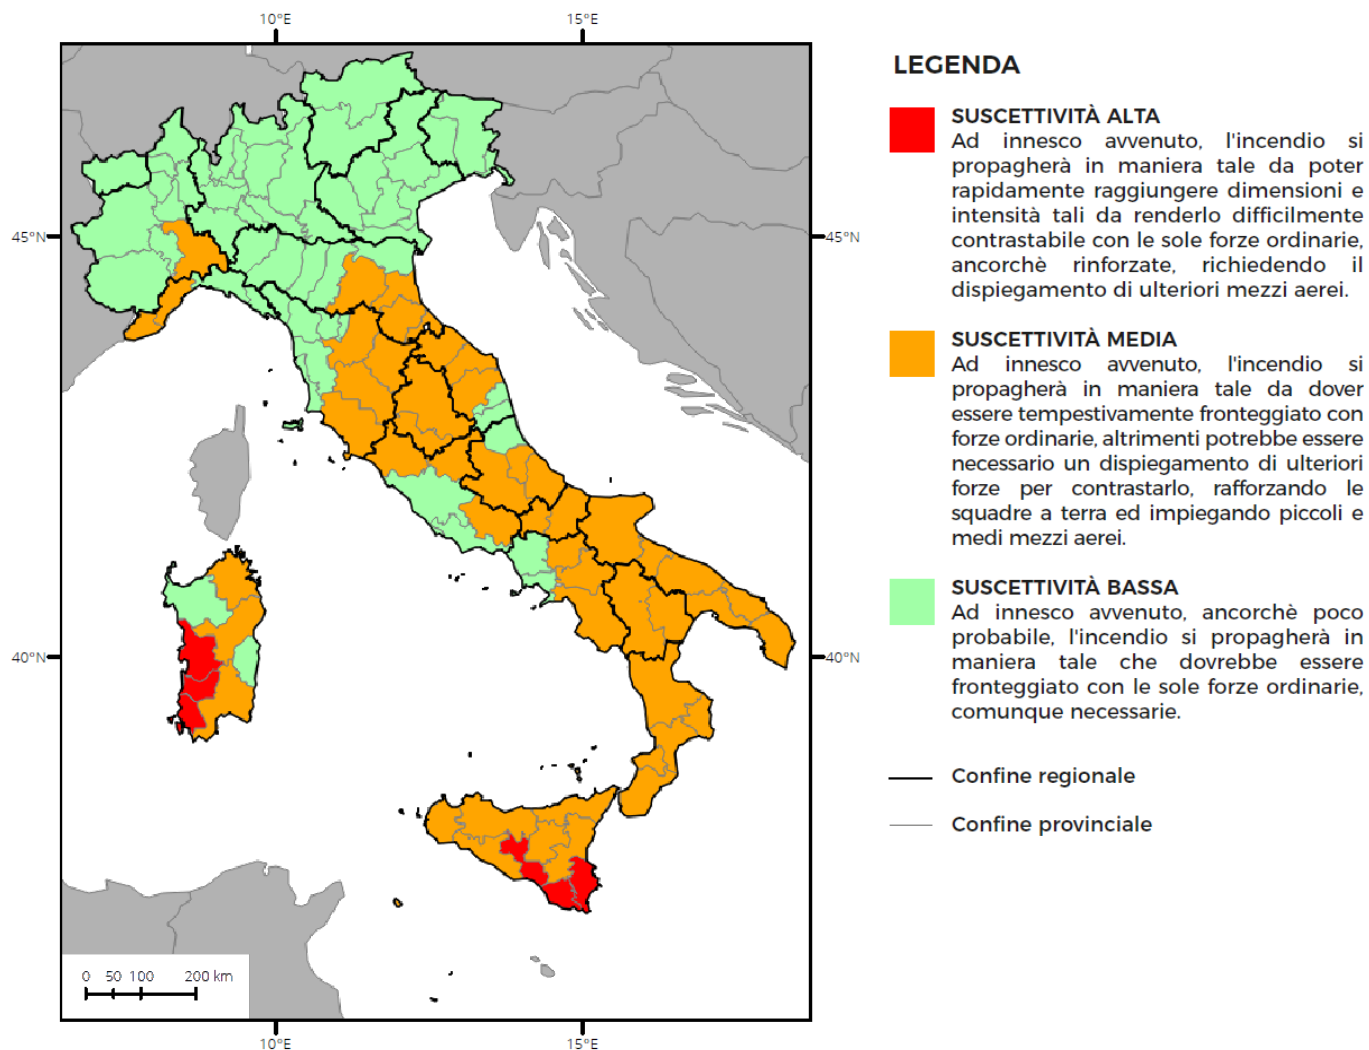 10°E 15°E
45°N 45°N
40°N 40°N
0 50 100 200 km
10°E 15°E
LEGENDA
SUSCETTIVITÀ ALTA
Ad innesco avvenuto, l'incendio si
propagherà in maniera tale da poter
rapidamente raggiungere dimensioni e
intensità tali da renderlo difficilmente
contrastabile con le sole forze ordinarie,
ancorchè rinforzate, richiedendo il
dispiegamento di ulteriori mezzi aerei.
SUSCETTIVITÀ MEDIA
Ad innesco avvenuto, l'incendio si
propagherà in maniera tale da dover
essere tempestivamente fronteggiato con
forze ordinarie, altrimenti potrebbe essere
necessario un dispiegamento di ulteriori
forze per contrastarlo, rafforzando le
squadre a terra ed impiegando piccoli e
medi mezzi aerei.
SUSCETTIVITÀ BASSA
Ad innesco avvenuto, ancorchè poco
probabile, l'incendio si propagherà in
maniera tale che dovrebbe essere
fronteggiato con le sole forze ordinarie,
comunque necessarie.
Confine regionale
Confine provinciale